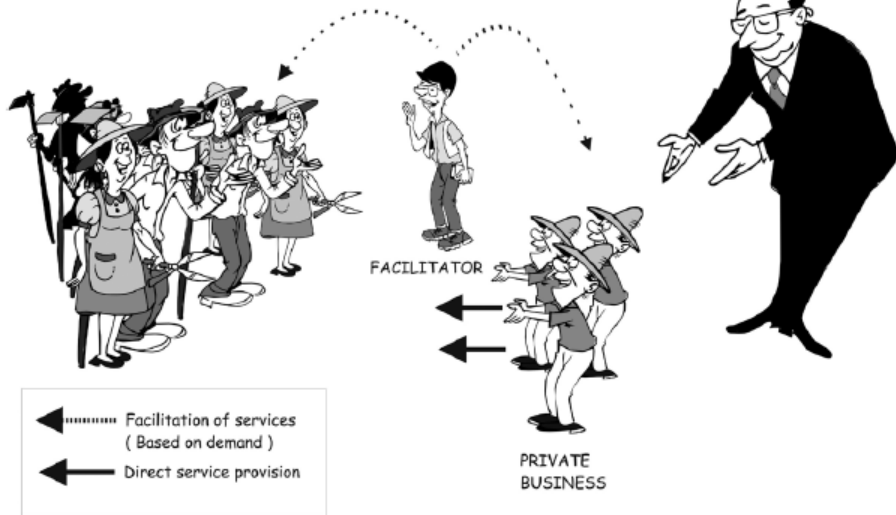 FACILITATOR
Facilitation of services
( Based on demand )
Direct service provision
PRIVATE
BUSINESS